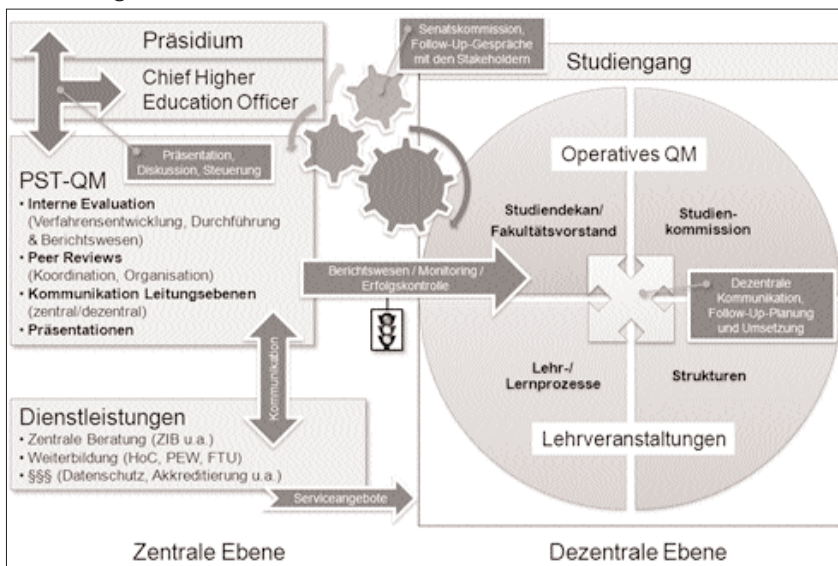 Präsidium
Chief Higher
Education Officer
Präsentation,
Diskussion, Steuerung
PST-QM
• Interne Evaluation
(Verfahrensentwicklung, Durchführung
& Berichtswesen)
• Peer Reviews
(Koordination, Organisation)
• Kommunikation Leitungsebenen
(zentral/dezentral)
• Präsentationen
Kommunikation
Dienstleistungen
• Zentrale Beratung (ZIB u.a.)
• Weiterbildung (HoC, PEW, FTU)
• §§§ (Datenschutz, Akkreditierung u.a.)
Serviceangebote
Zentrale Ebene
Senatskommission,
Follow-Up-Gespräche
mit den Stakeholdern
Berichtswesen / Monitoring /
Erfolgskontrolle
Studiengang
Operatives QM
Studiendekan/
Fakultätsvorstand
Studien-
kommission
Dezentrale
Kommunikation,
Follow-Up-Planung
und Umsetzung
Lehr-/
Lernprozesse
Strukturen
Lehrveranstaltungen
Dezentrale Ebene